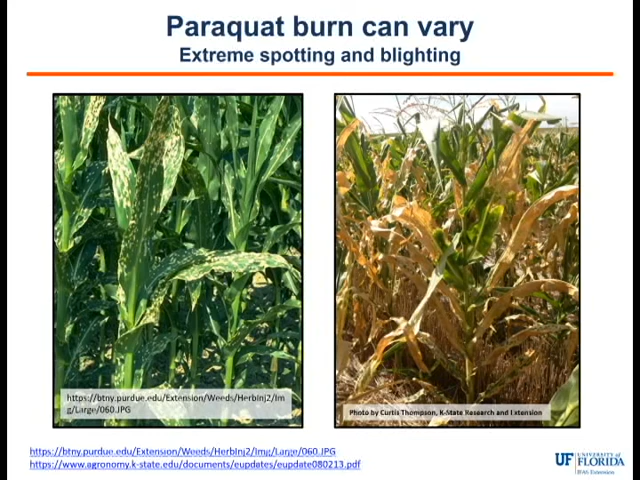 Paraquat burn can vary
Extreme spotting and blighting
https://btny.purdue.edu/Extension/Weeds/HerbInj2/Im
g/Large/060.JPG
Photo by Curtis Thompson, K-State Research and Extension
https://btny.purdue.edu/Extension/Weeds/HerbInj2/Img/Large/060.JPG
https://www.agronomy.k-state.edu/documents/eupdates/eupdate080213.pdf
UF UNIVERSITY of
FLORIDA
IFAS Extension